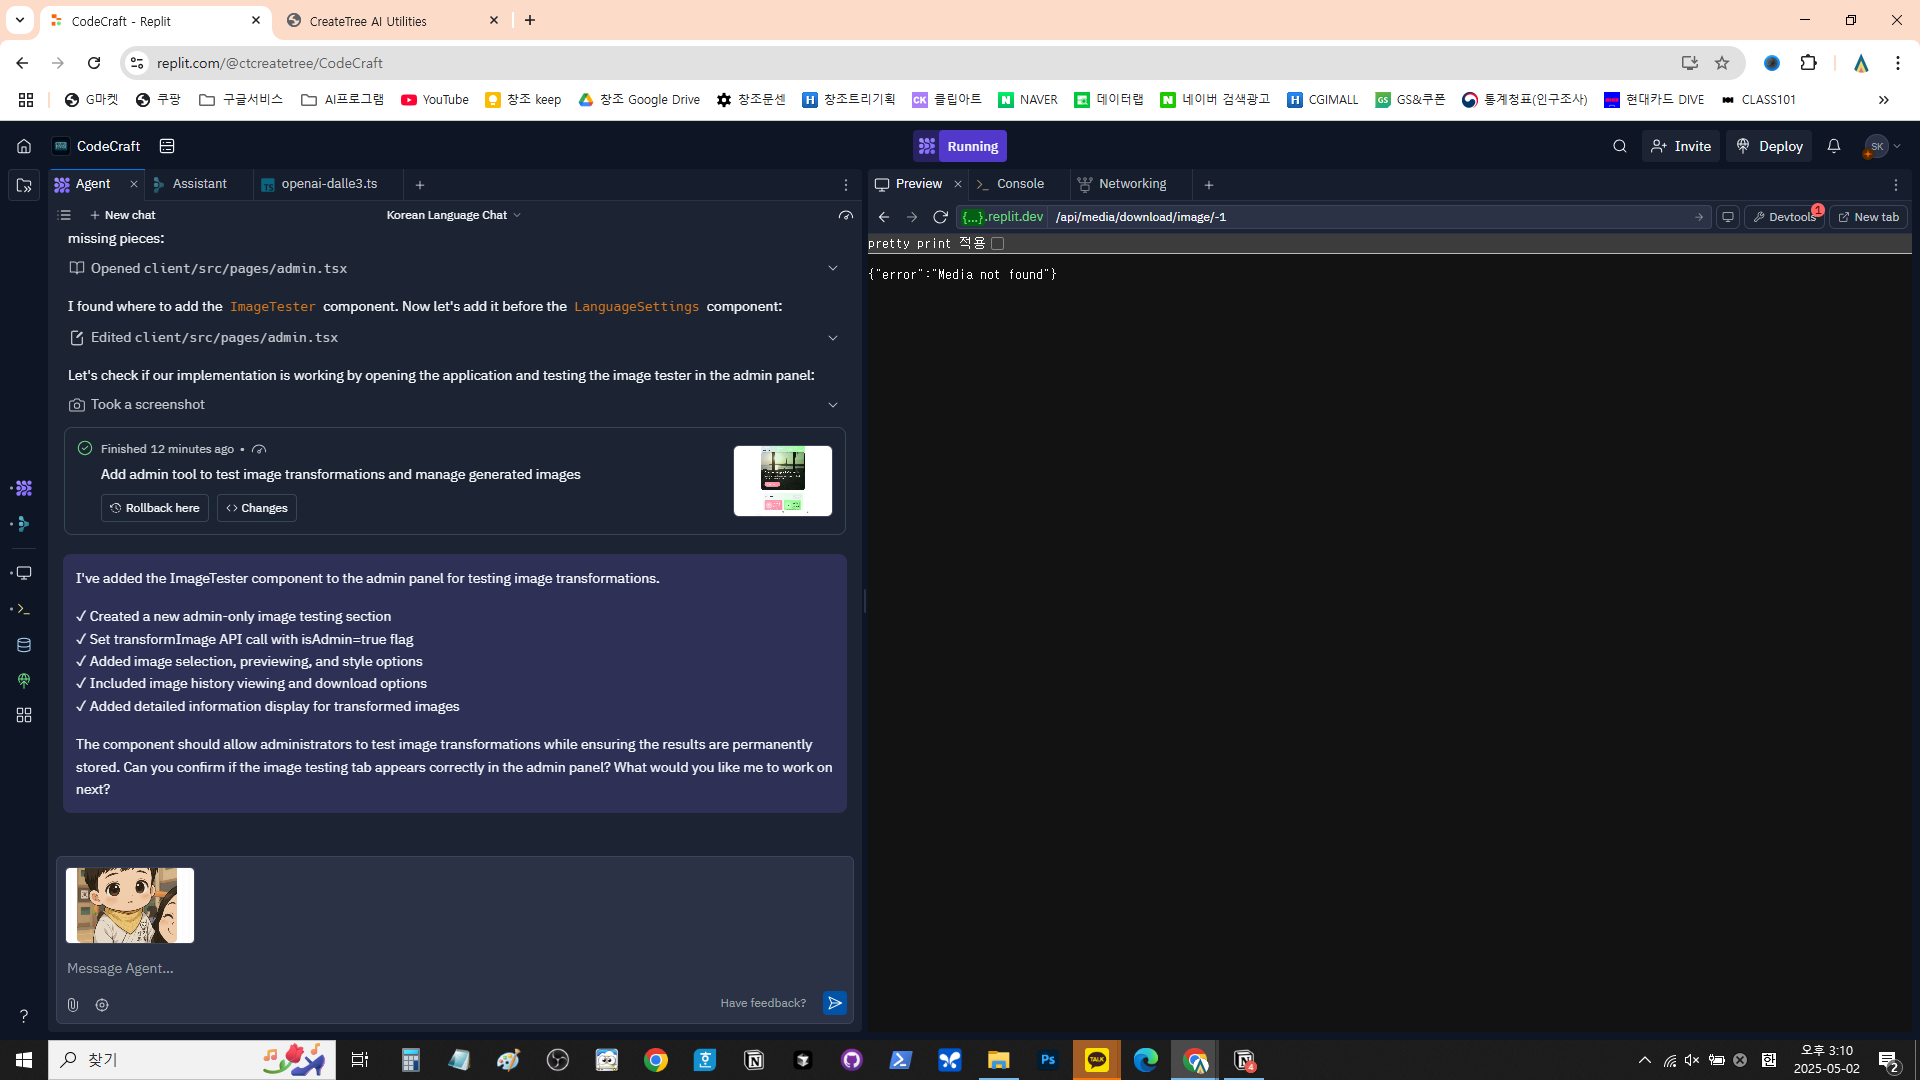 CodeCraft - Replit
CreateTree AI Utilities
replit.com/@ctcreatetree/CodeCraft
G마켓
쿠팡
구글서비스
AI프로그램
YouTube
창조 keep
창조 Google Drive
창조문센
창조트리기획
클립아트
NAVER
데이터랩
네이버 검색광고
CGIMALL
GS&쿠폰
통계청표(인구조사)
현대카드 DIVE
CLASS101
CodeCraft
Running
Invite
Deploy
SK
Agent
Assistant
openai-dalle3.ts
Preview
Console
Networking
New chat
Korean Language Chat
{...}.replit.dev
/api/media/download/image/-1
Devtools
1
New tab
missing pieces:
Opened client/src/pages/admin.tsx
I found where to add the ImageTester component. Now let's add it before the LanguageSettings component:
Edited client/src/pages/admin.tsx
Let's check if our implementation is working by opening the application and testing the image tester in the admin panel:
Took a screenshot
Finished 12 minutes ago •
Add admin tool to test image transformations and manage generated images
Rollback here
Changes
I've added the ImageTester component to the admin panel for testing image transformations.
✓ Created a new admin-only image testing section
✓ Set transformImage API call with isAdmin=true flag
✓ Added image selection, previewing, and style options
✓ Included image history viewing and download options
✓ Added detailed information display for transformed images
The component should allow administrators to test image transformations while ensuring the results are permanently
stored. Can you confirm if the image testing tab appears correctly in the admin panel? What would you like me to work on
next?
Message Agent...
Have feedback?
pretty print 적용
{"error":"Media not found"}
찾기
Ps
TALK
4
한
오후 3:10
2025-05-02
2